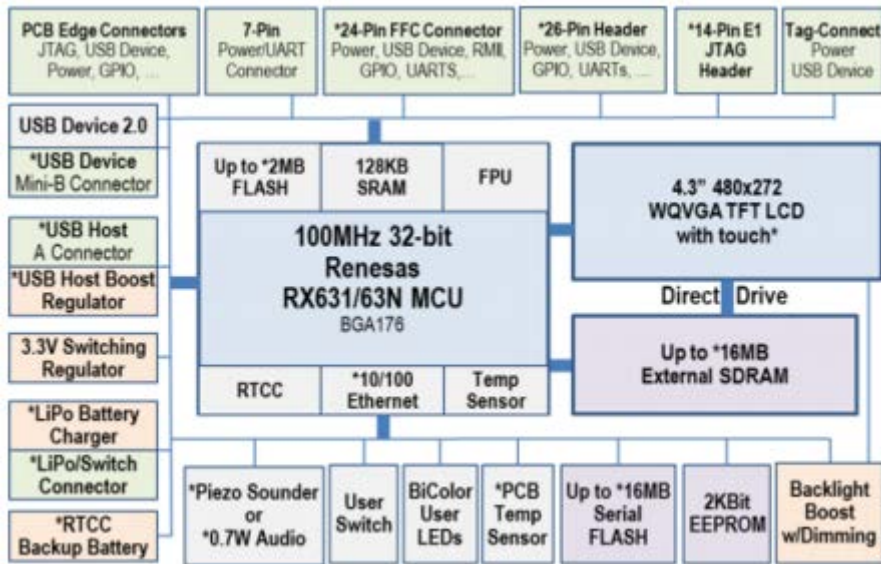 PCB Edge Connectors
JTAG, USB Device,
Power, GPIO, ...
7-Pin
Power/UART
Connector
*24-Pin FFC Connector
Power, USB Device, RMII,
GPIO, UARTS,...
*26-Pin Header
Power, USB Device,
GPIO, UARTs, ...
*14-Pin E1
JTAG
Header
Tag-Connect
Power
USB Device
USB Device 2.0
*USB Device
Mini-B Connector
*USB Host
A Connector
*USB Host Boost
Regulator
3.3V Switching
Regulator
*LiPo Battery
Charger
*LiPo/Switch
Connector
*RTCC
Backup Battery
Up to *2MB
FLASH
128KB
SRAM
FPU
100MHz 32-bit
Renesas
RX631/63N MCU
BGA176
RTCC
*10/100
Ethernet
Temp
Sensor
4.3” 480x272
WQVGA TFT LCD
with touch*
Direct Drive
Up to *16MB
External SDRAM
*Piezo Sounder
or
*0.7W Audio
User
Switch
BiColor
User
LEDs
*PCB
Temp
Sensor
Up to *16MB
Serial
FLASH
2KBit
EEPROM
Backlight
Boost
w/Dimming